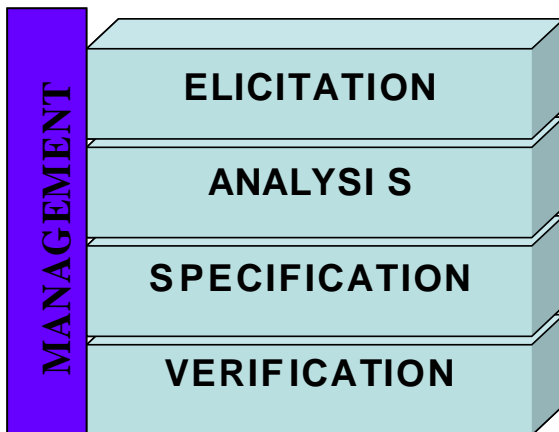 MANAGEMENT
ELICITATION
ANALYSI S
SPECIFICATION
VERIFICATION